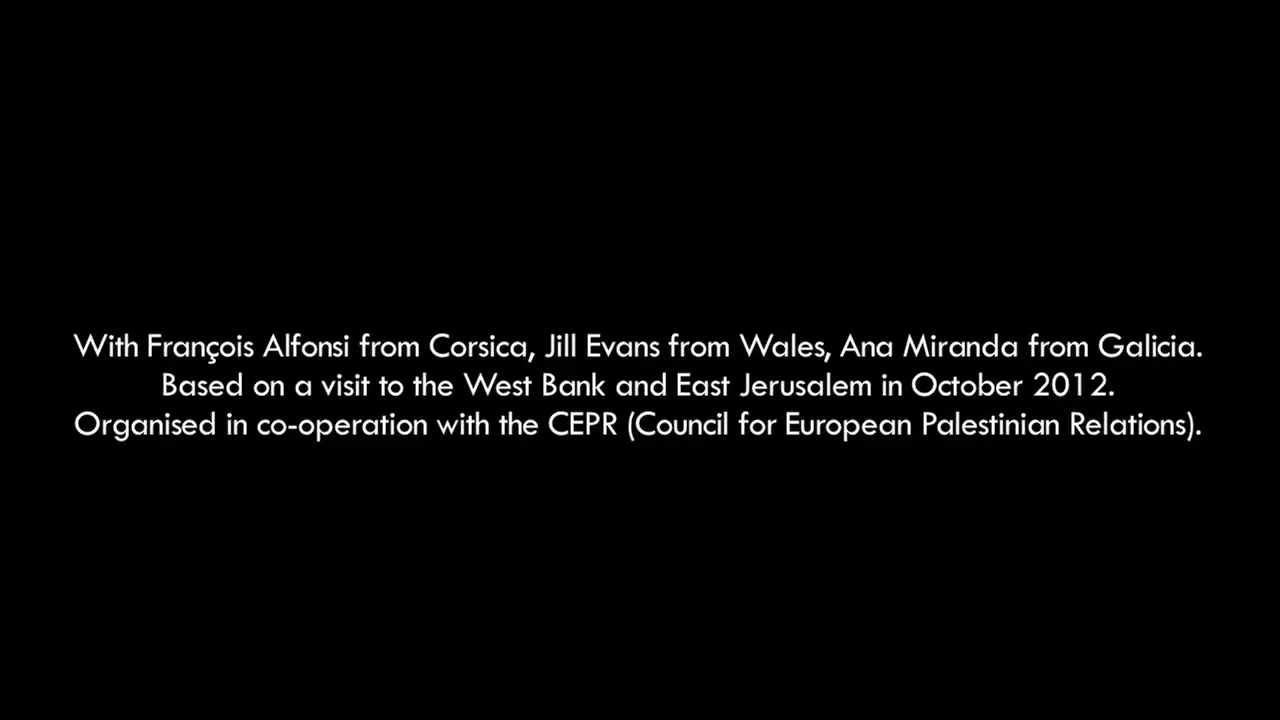 With François Alfonsi from Corsica, Jill Evans from Wales, Ana Miranda from Galicia.
Based on a visit to the West Bank and East Jerusalem in October 2012.
Organised in co-operation with the CEPR (Council for European Palestinian Relations).